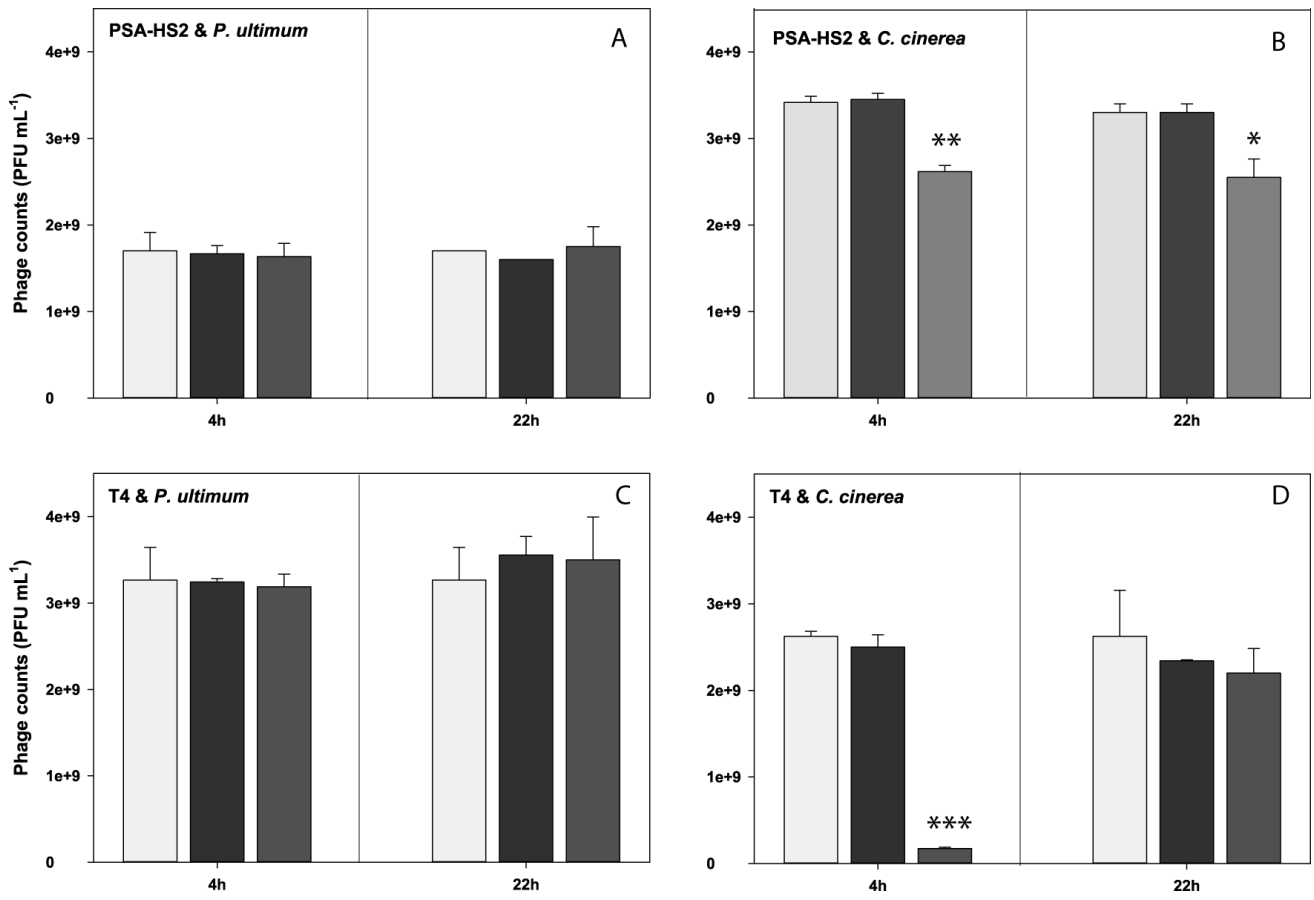 PSA-HS2 & P. ultimum
A
Phage counts (PFU mL-1)
4e+9
3e+9
2e+9
1e+9
0
4h
22h
PSA-HS2 & C. cinerea
B
4e+9
3e+9
2e+9
1e+9
0
**
*
4h
22h
T4 & P. ultimum
C
Phage counts (PFU mL1)
4e+9
3e+9
2e+9
1e+9
0
4h
22h
T4 & C. cinerea
D
4e+9
3e+9
2e+9
1e+9
0
***
4h
22h